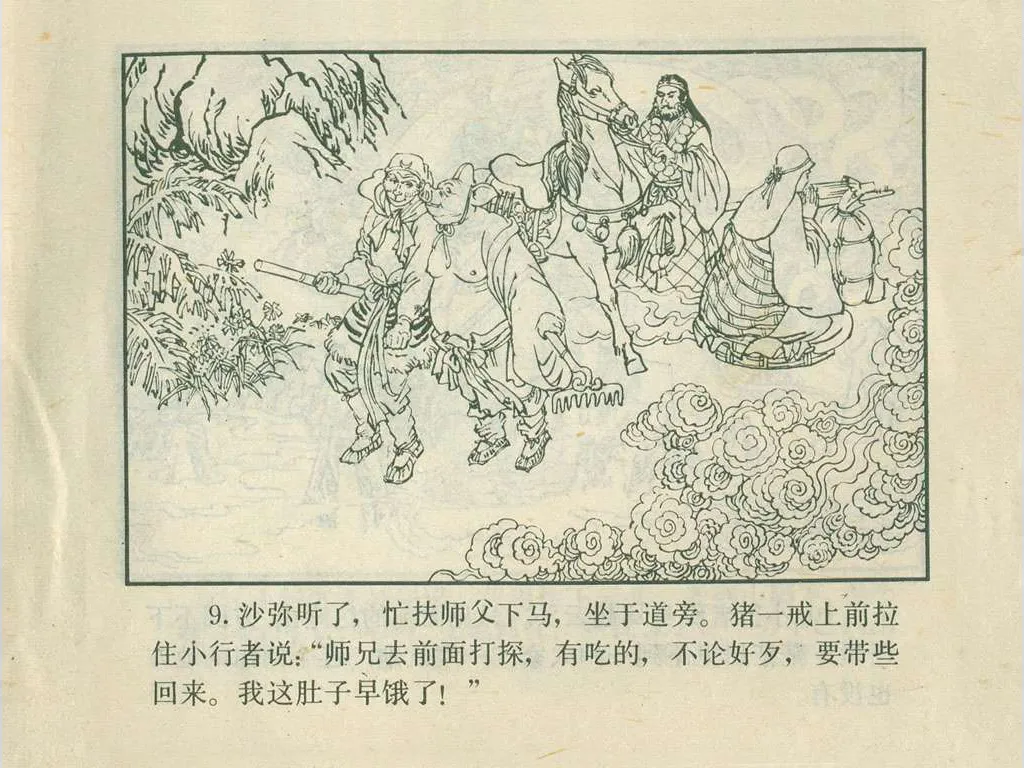 9. 沙弥听了，忙扶师父下马，坐于道旁。猪一戒上前拉
住小行者说：“师兄去前面打探，有吃的，不论好歹，要带些
回来。我这肚子早饿了！”